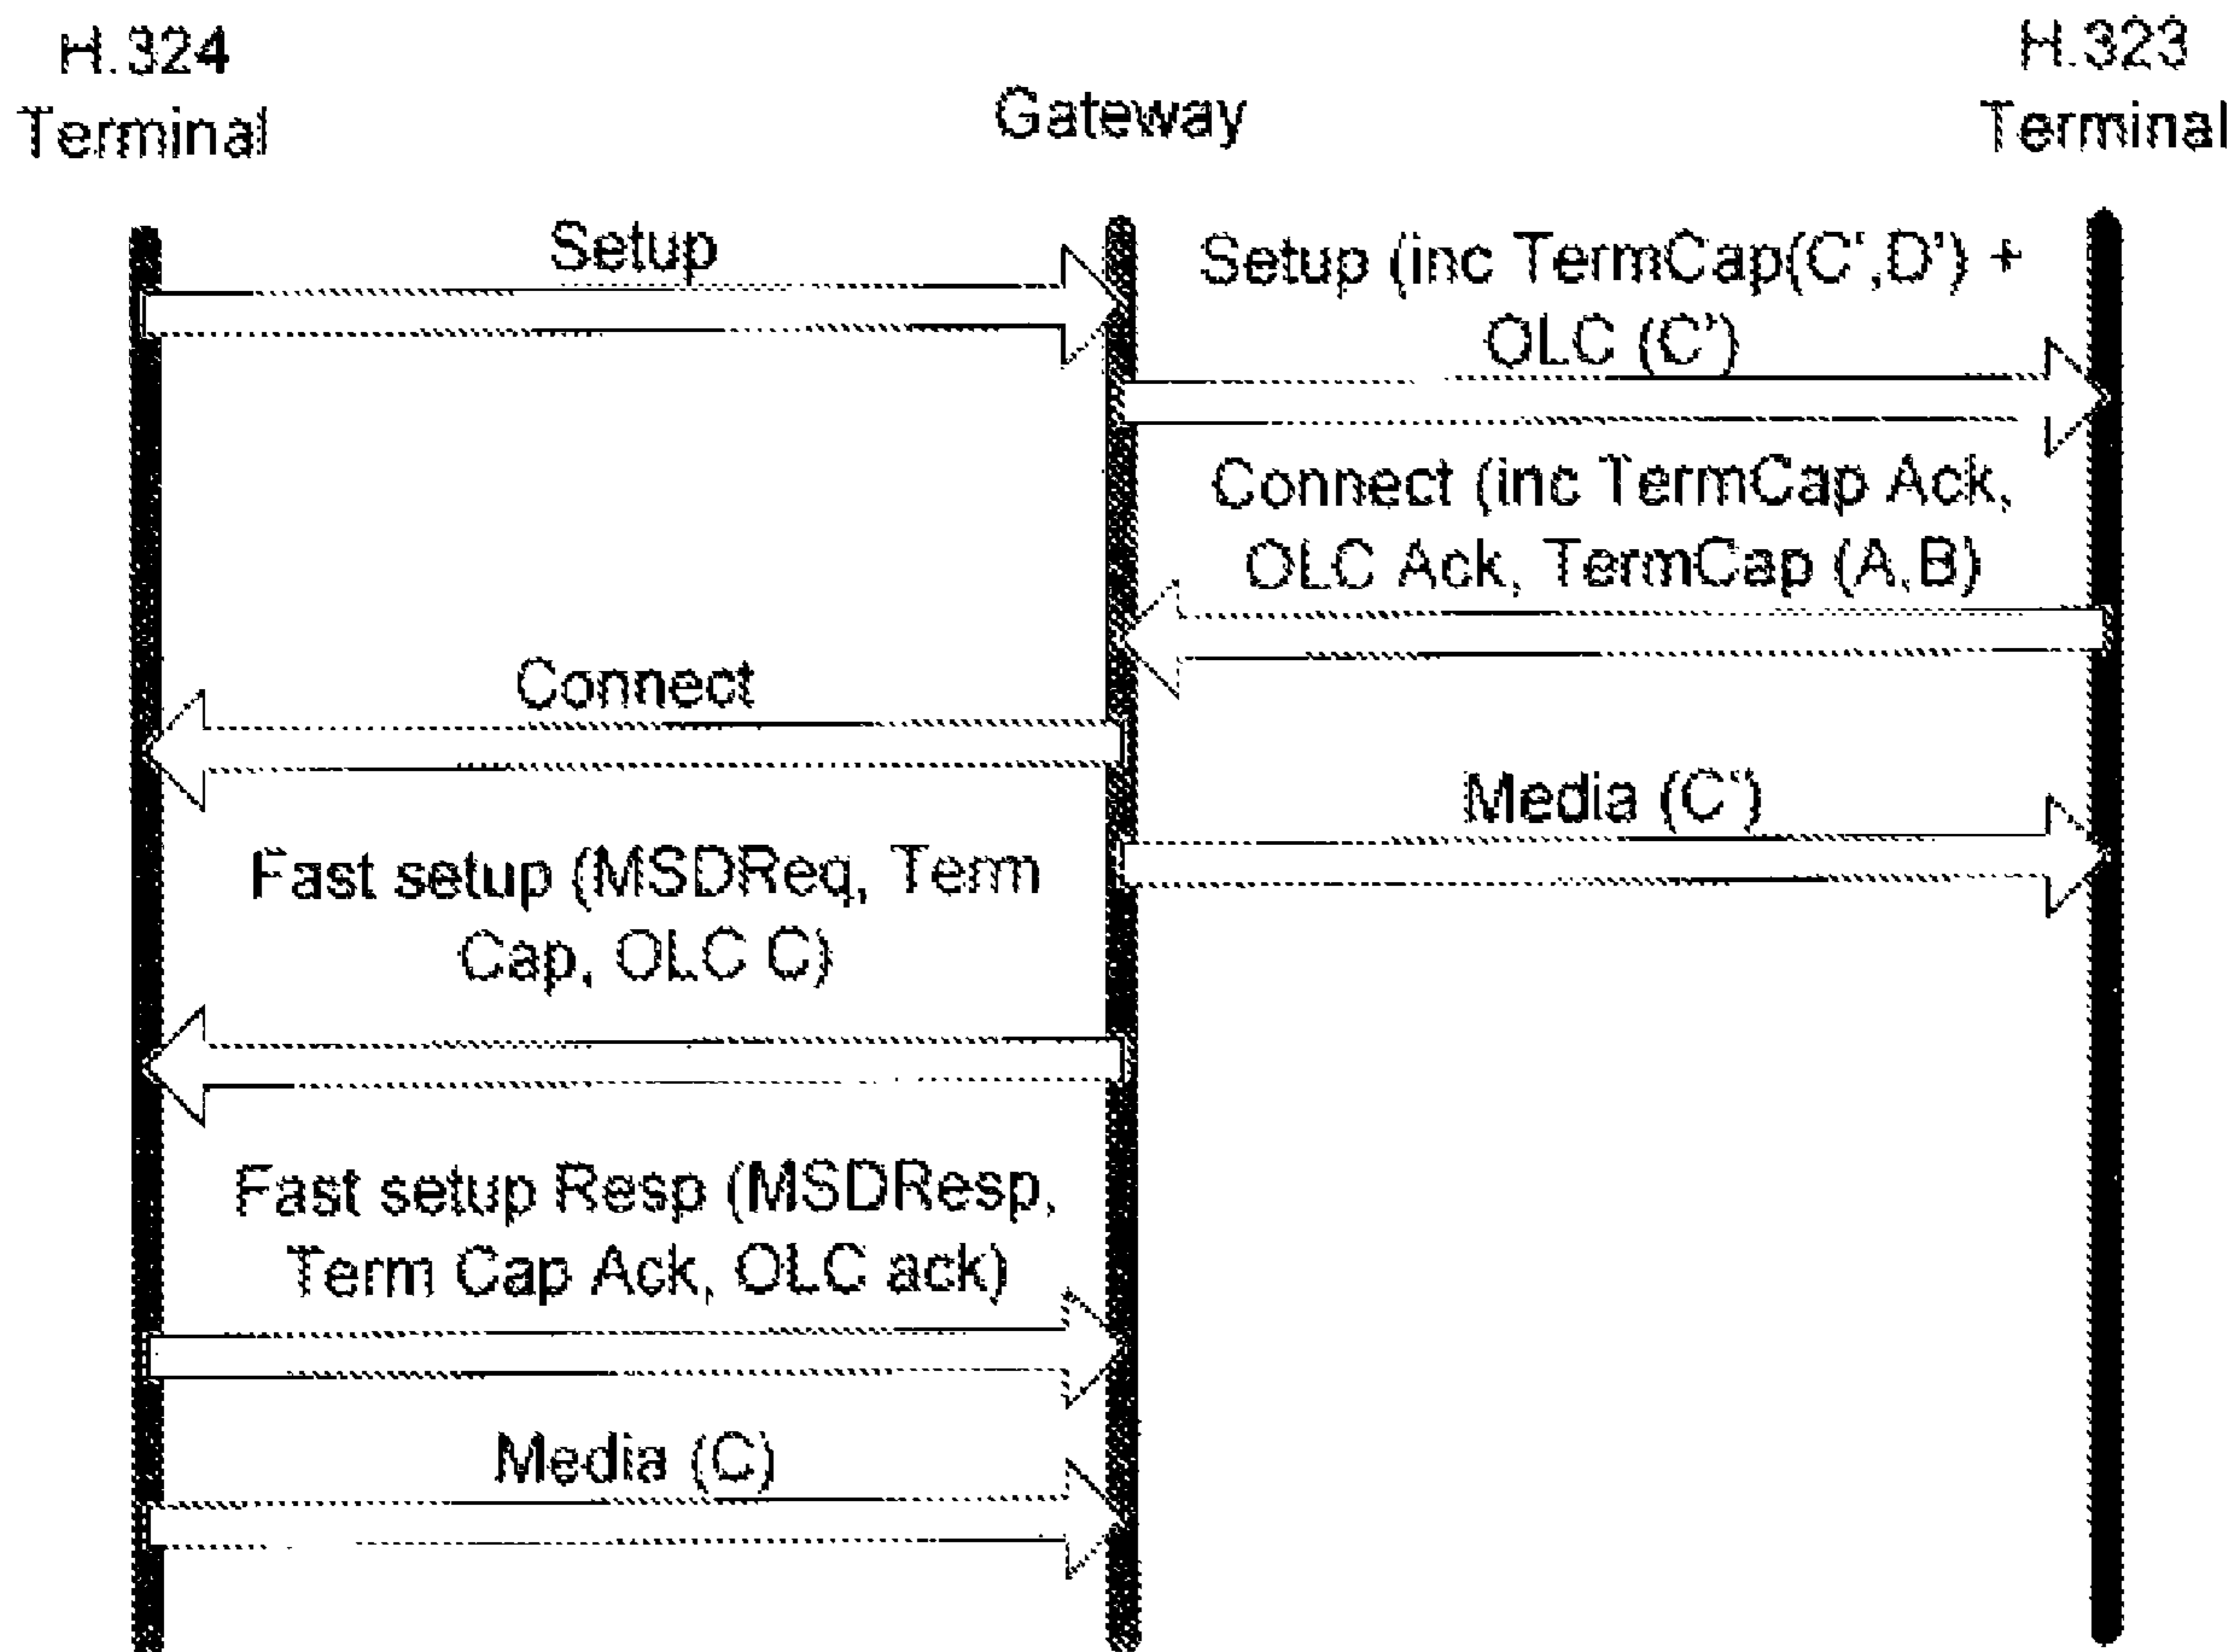 H.324
Terminal
Gateway
H.323
Terminal
Setup
Setup (inc TermCap(C',D') +
OLC (C')
Connect (inc TermCap Ack,
OLC Ack, TermCap (A,B)
Connect
Media (C')
Fast setup (MSDReq, Term
Cap, OLC C)
Fast setup Resp (MSDResp,
Term Cap Ack, OLC ack)
Media (C)